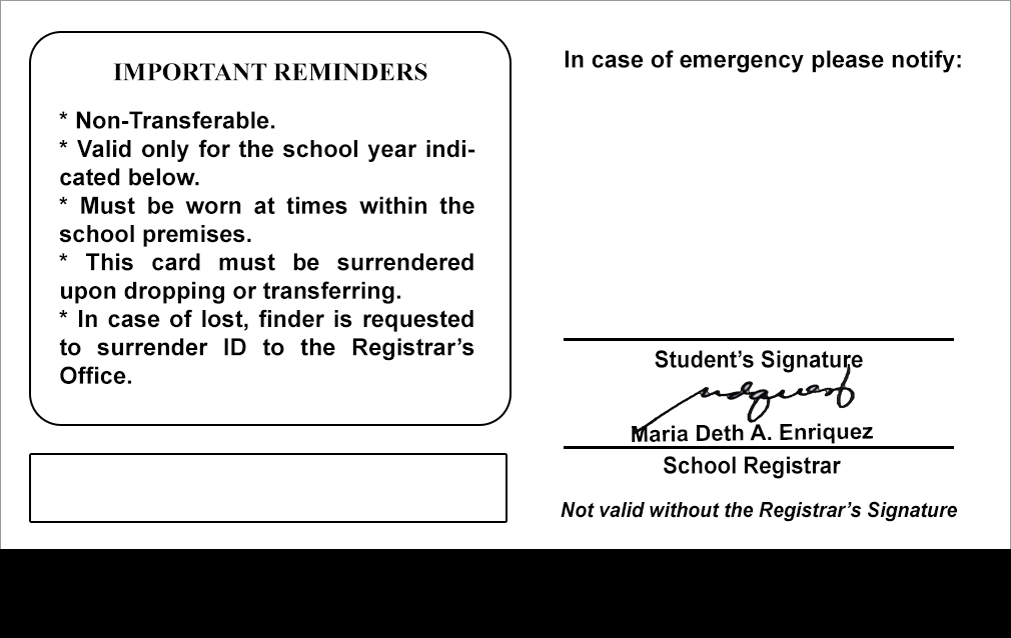 IMPORTANT REMINDERS
* Non-Transferable.
* Valid only for the school year indi-
cated below.
* Must be worn at times within the
school premises.
* This card must be surrendered
upon dropping or transferring.
* In case of lost, finder is requested
to surrender ID to the Registrar's
Office.
In case of emergency please notify:
Student's Signature
Maria Deth A. Enriquez
School Registrar
Not valid without the Registrar's Signature